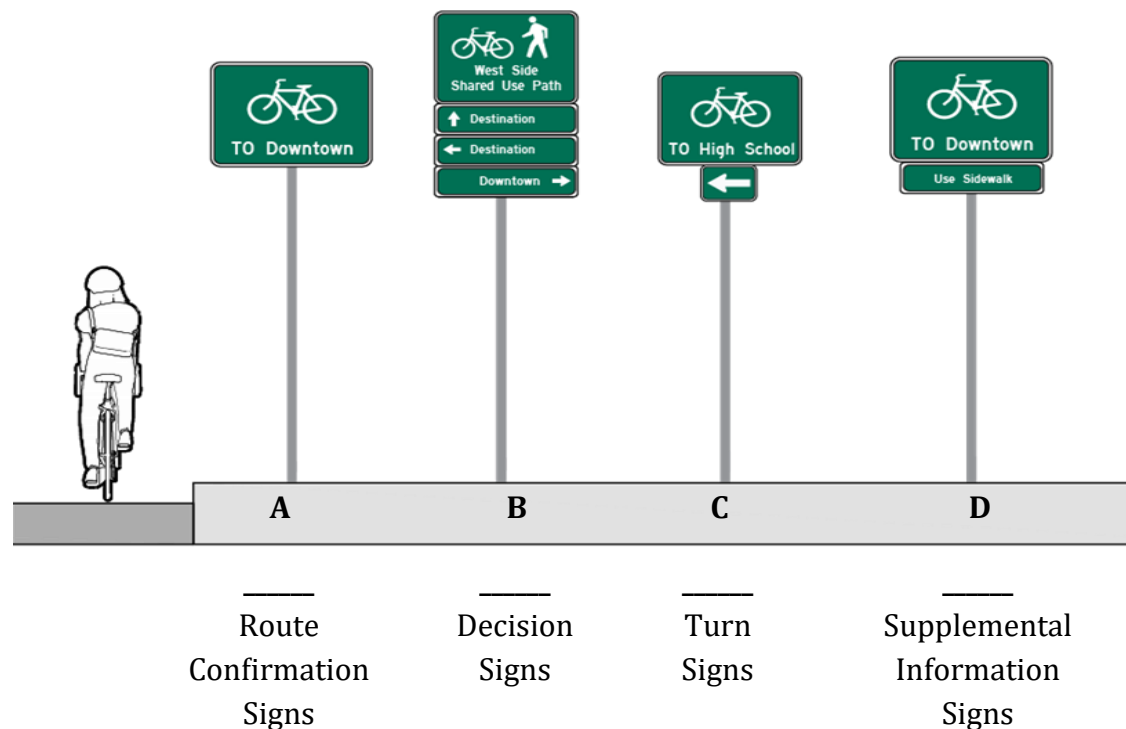 TO Downtown
West Side
Shared Use Path
Destination
Destination
Downtown
TO High School
TO Downtown
Use Sidewalk
A
B
C
D
Route
Confirmation
Signs
Decision
Signs
Turn
Signs
Supplemental
Information
Signs